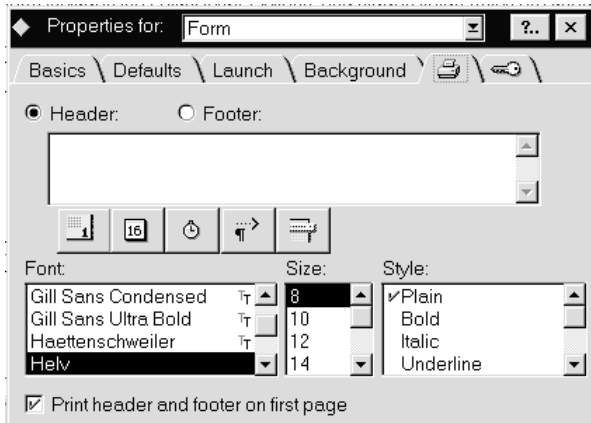 Properties for: Form ?..
Basics Defaults Launch Background
Header: Footer:
1 16 ¶
Font: Size: Style:
Gill Sans Condensed 8 Plain
Gill Sans Ultra Bold 10 Bold
Haettenschweiler 12 Italic
Helv 14 Underline
Print header and footer on first page